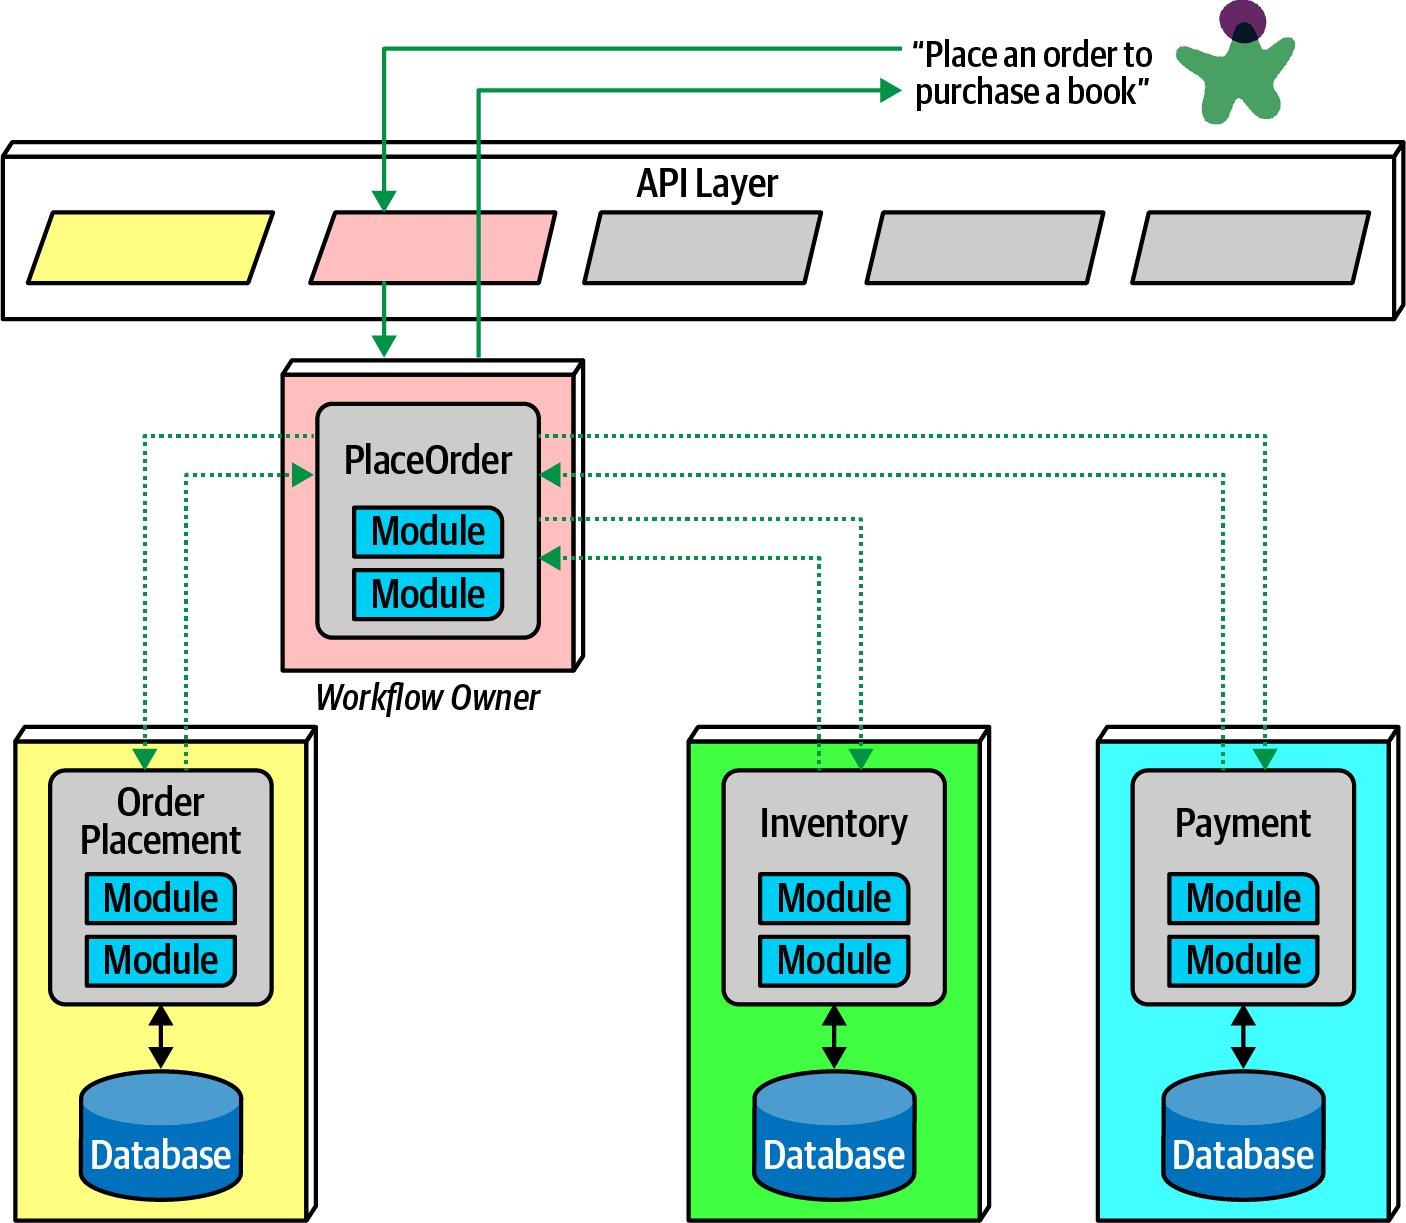 “Place an order to
purchase a book”
API Layer
PlaceOrder
Module
Module
Workflow Owner
Order
Placement
Module
Module
Database
Inventory
Module
Module
Database
Payment
Module
Module
Database